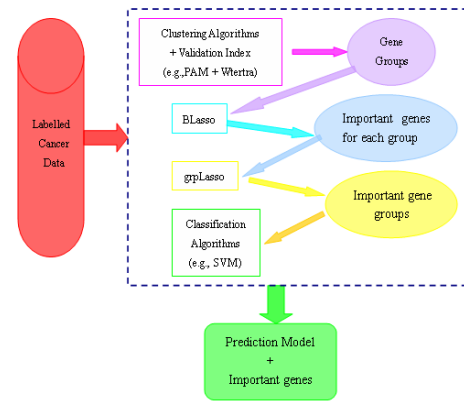 Labelled
Cancer
Data
Clustering Algorithms
+ Validation Index
(e.g.,PAM + Wtertra)
Gene
Groups
BLasso
Important genes
for each group
grpLasso
Important gene
groups
Classification
Algorithms
(e.g., SVM)
Prediction Model
+
Important genes